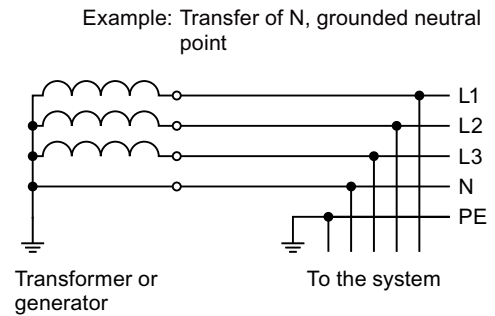 Example: Transfer of N, grounded neutral
point
L1
L2
L3
N
PE
Transformer or
generator
To the system